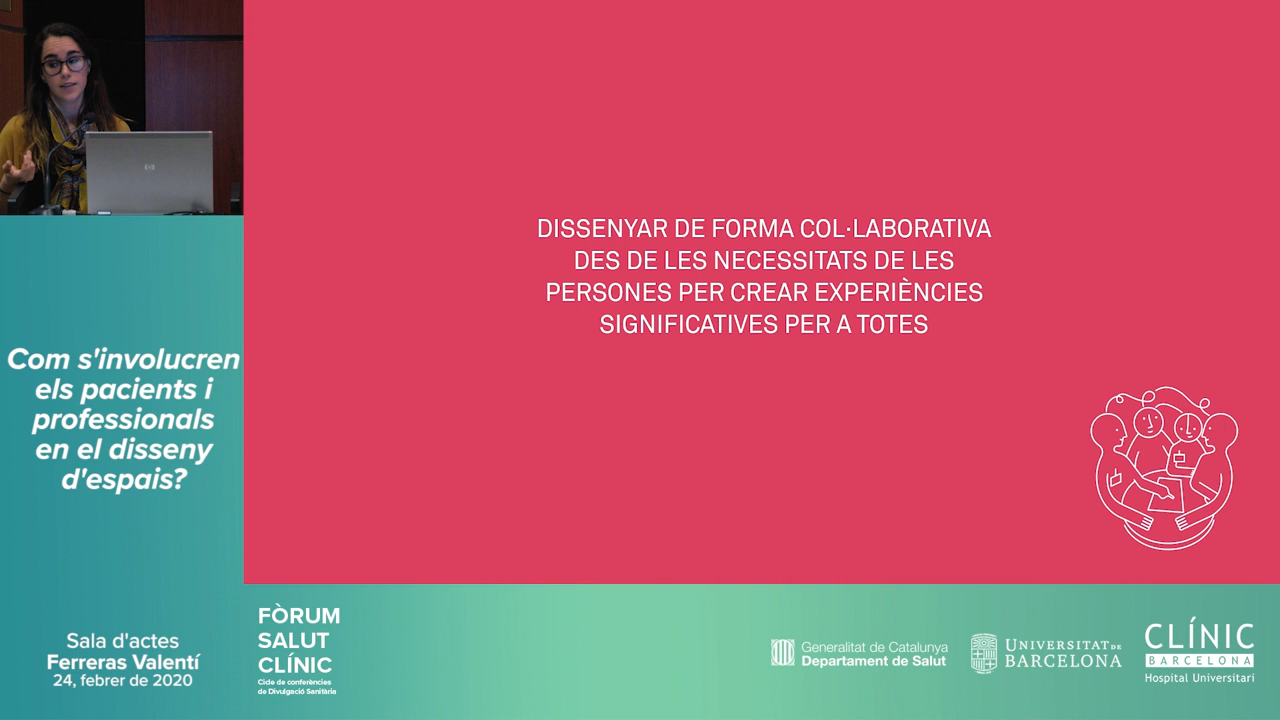 DISSENYAR DE FORMA COL·LABORATIVA
DES DE LES NECESSITATS DE LES
PERSONES PER CREAR EXPERIÈNCIES
SIGNIFICATIVES PER A TOTES
Com s'involucren
els pacients i
professionals
en el disseny
d'espais?
Sala d'actes
Ferreras Valentí
24, febrer de 2020
FÒRUM
SALUT
CLÍNIC
Cicle de conferències
de Divulgació Sanitària
Generalitat de Catalunya
Departament de Salut
UNIVERSITAT DE
BARCELONA
CLÍNIC
BARCELONA
Hospital Universitari
hp